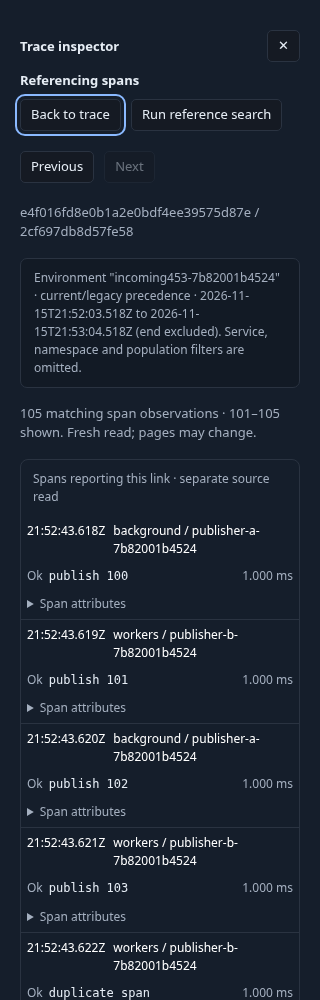 Trace inspector
✕
Referencing spans
Back to trace
Run reference search
Previous
Next
e4f016fd8e0b1a2e0bdf4ee39575d87e /
2cf697db8d57fe58
Environment "incoming453-7b82001b4524"
· current/legacy precedence · 2026-11-
15T21:52:03.518Z to 2026-11-
15T21:53:04.518Z (end excluded). Service,
namespace and population filters are
omitted.
105 matching span observations · 101–105
shown. Fresh read; pages may change.
Spans reporting this link · separate source
read
21:52:43.618Z background / publisher-a-
7b82001b4524
Ok publish 100 1.000 ms
▶ Span attributes
21:52:43.619Z workers / publisher-b-
7b82001b4524
Ok publish 101 1.000 ms
▶ Span attributes
21:52:43.620Z background / publisher-a-
7b82001b4524
Ok publish 102 1.000 ms
▶ Span attributes
21:52:43.621Z workers / publisher-b-
7b82001b4524
Ok publish 103 1.000 ms
▶ Span attributes
21:52:43.622Z workers / publisher-b-
7b82001b4524
Ok duplicate span 1.000 ms